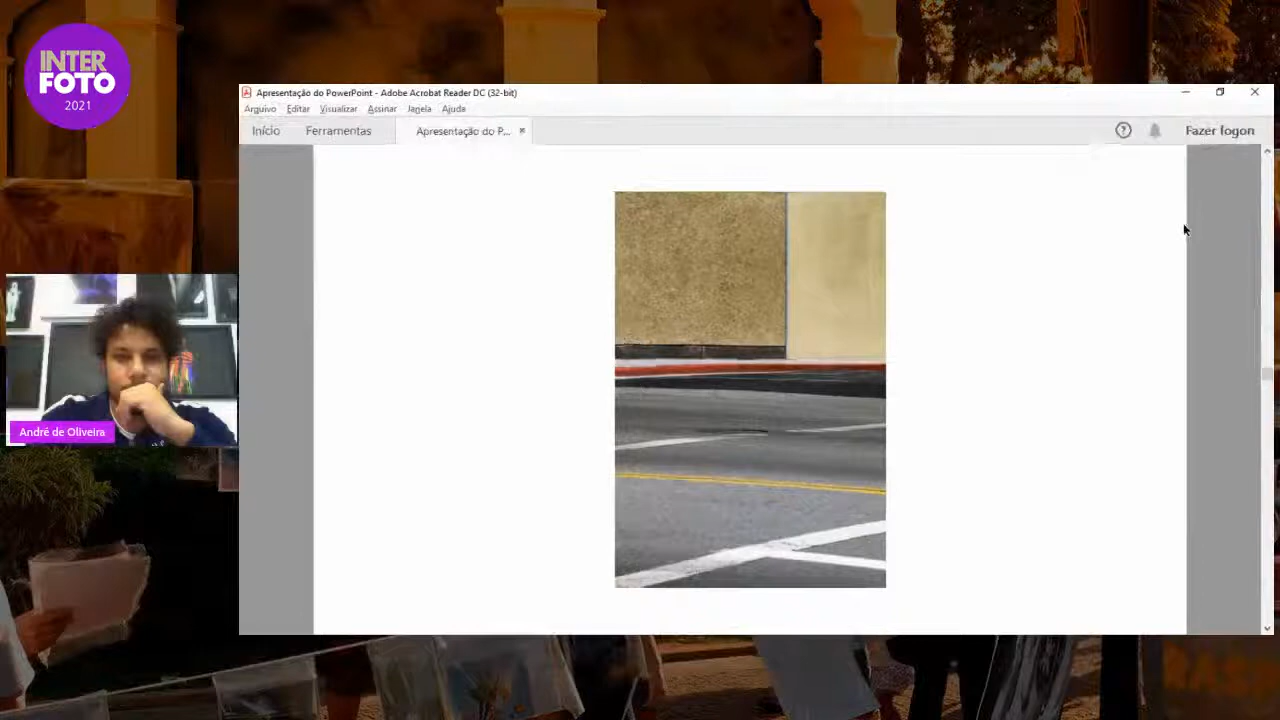 INTER
FOTO
2021
Apresentação do PowerPoint - Adobe Acrobat Reader DC (32-bit)
Arquivo Editar Visualizar Assinar Janela Ajuda
Início Ferramentas Apresentação do P... Fazer logon
André de Oliveira